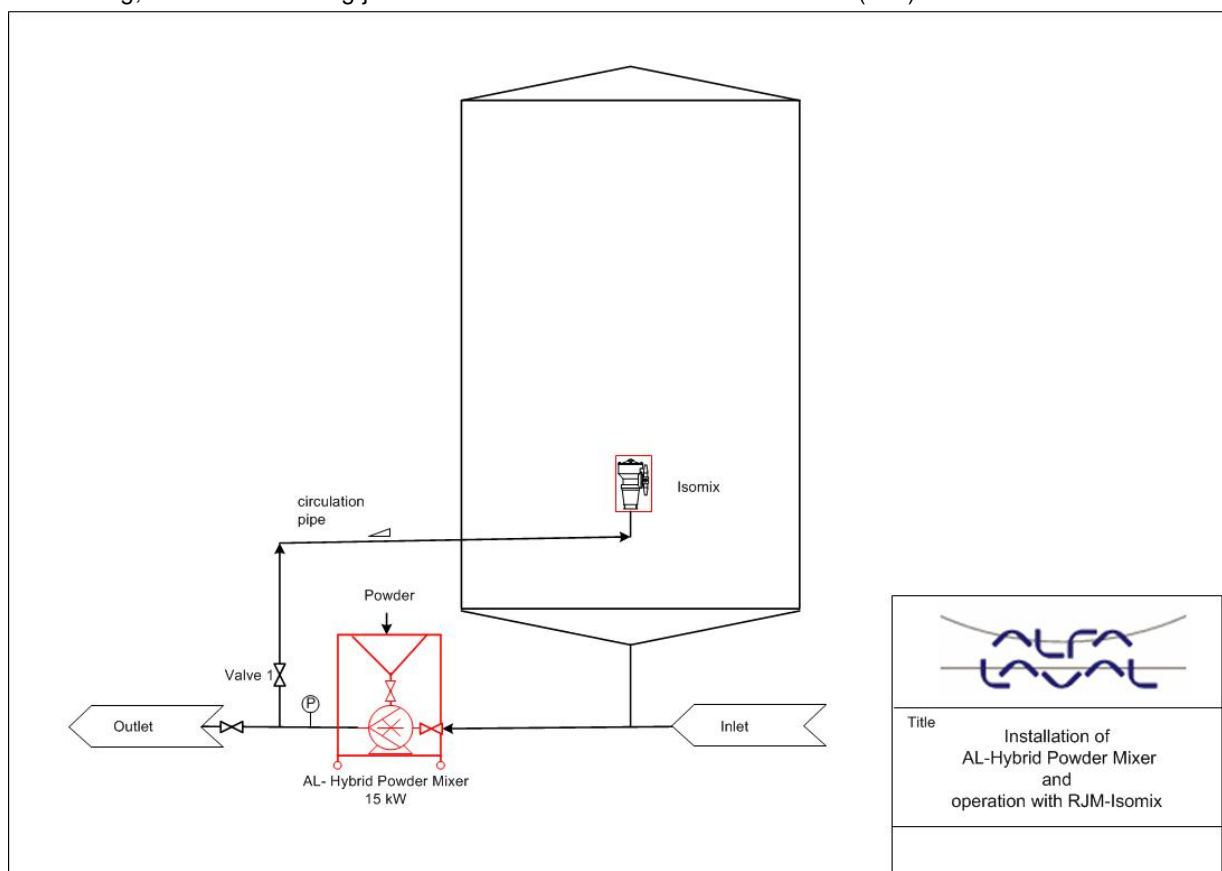 Isomix
circulation
pipe
Powder
Valve 1
P
Outlet
Inlet
AL- Hybrid Powder Mixer
15 kW
ALFA
LAVAL
Title
Installation of
AL-Hybrid Powder Mixer
and
operation with RJM-Isomix